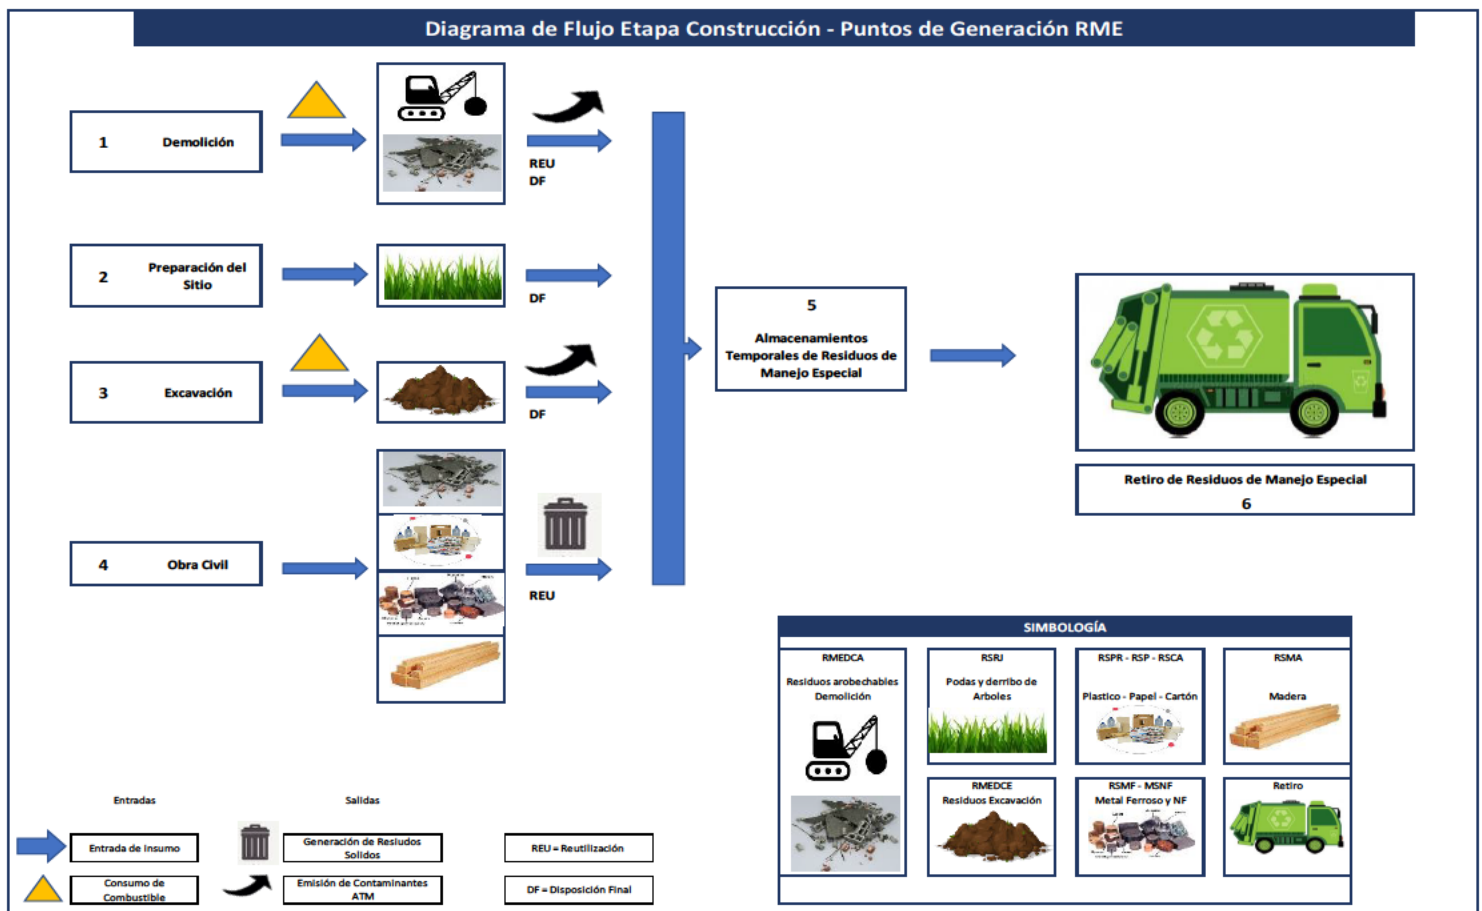 Diagrama de Flujo Etapa Construcción - Puntos de Generación RME
1 Demolición
REU
DF
2 Preparación del
Sitio
DF
3 Excavación
DF
4 Obra Civil
REU
5
Almacenamientos
Temporales de Residuos de
Manejo Especial
Retiro de Residuos de Manejo Especial
6
SIMBOLOGÍA
RMEDCA
Residuos arobechables
Demolición
RSRJ
Podas y derribo de
Arboles
RSPR - RSP - RSCA
Plastico - Papel - Cartón
RSMA
Madera
RMEDCE
Residuos Excavación
RSMF - MSNF
Metal Ferroso y NF
Retiro
Entradas
Salidas
Entrada de insumo
Generación de Resiudos
Solidos
REU = Reutilización
Consumo de
Combustible
Emisión de Contaminantes
ATM
DF = Disposición Final